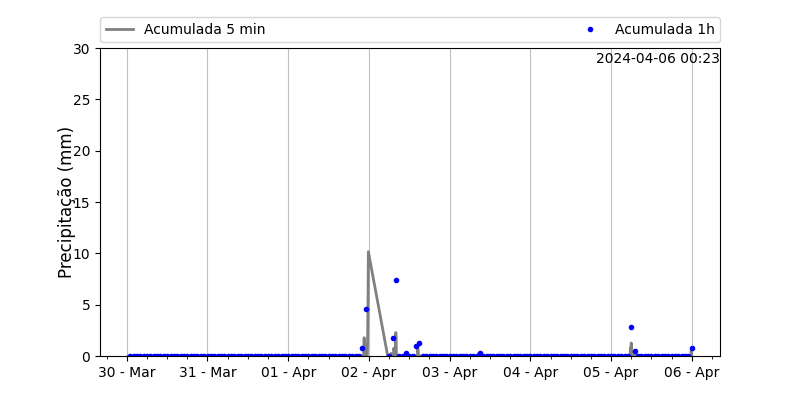 Acumulada 5 min
Acumulada 1h
2024-04-06 00:23
Precipitação (mm)
30
25
20
15
10
5
0
30 - Mar
31 - Mar
01 - Apr
02 - Apr
03 - Apr
04 - Apr
05 - Apr
06 - Apr